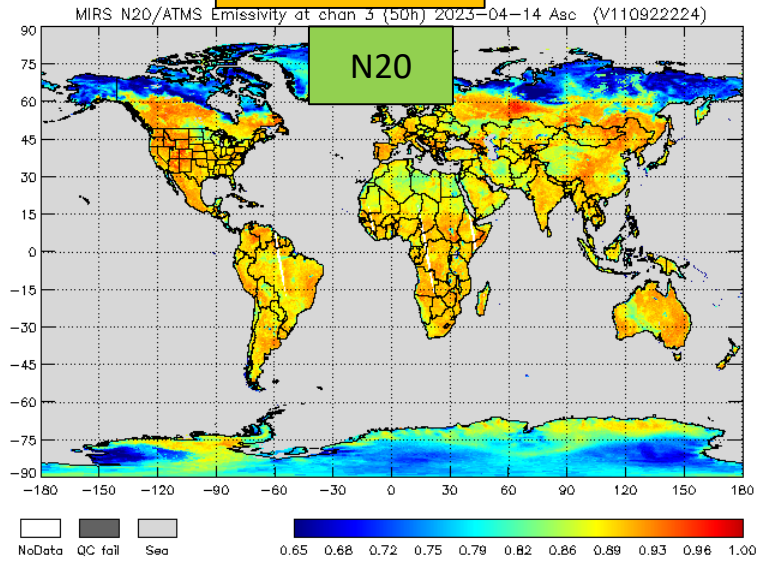 MIRS N20/ATMS Emissivity at chan 3 (50h) 2023-04-14 Asc (V110922224)
N20
90
75
60
45
30
15
0
-15
-30
-45
-60
-75
-90
-180 -150 -120 -90 -60 -30 0 30 60 90 120 150 180
NoData QC fail Sea
0.65 0.68 0.72 0.75 0.79 0.82 0.86 0.89 0.93 0.96 1.00